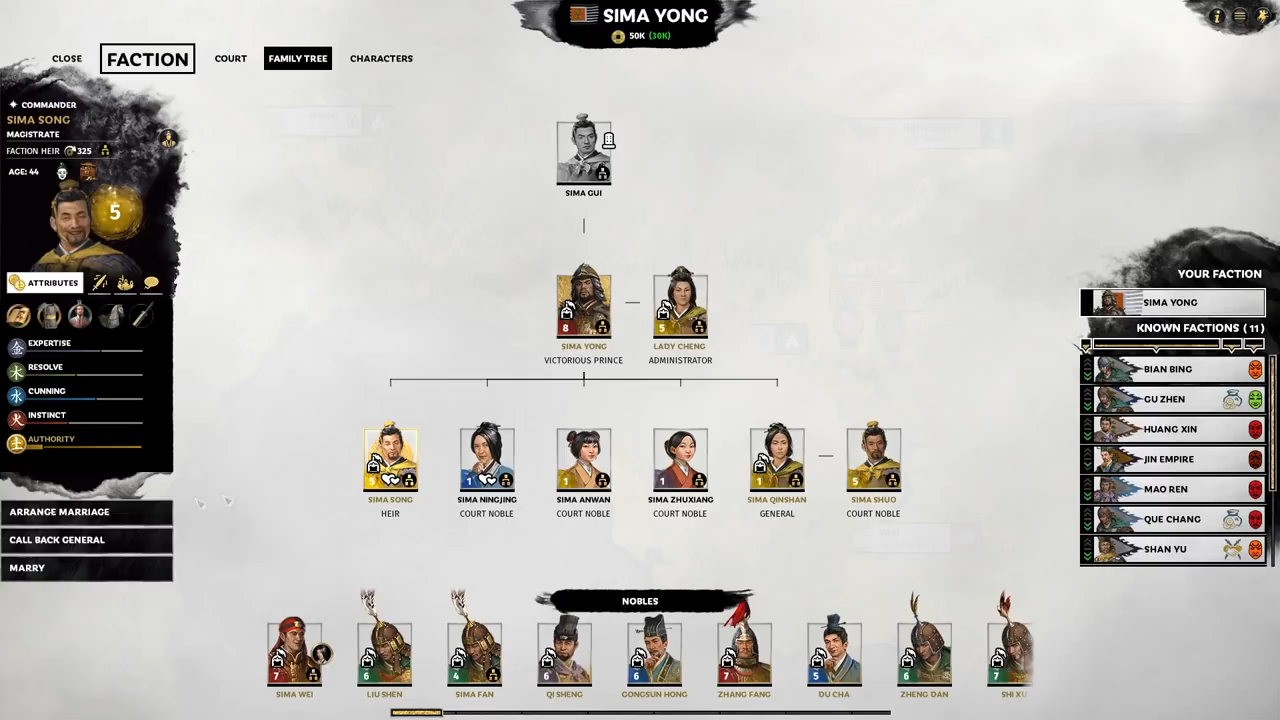 SIMA YONG
50K (30K)
CLOSE
FACTION
COURT
FAMILY TREE
CHARACTERS
COMMANDER
SIMA SONG
MAGISTRATE
FACTION HEIR 325
AGE: 44
5
ATTRIBUTES
金 EXPERTISE
木 RESOLVE
水 CUNNING
火 INSTINCT
土 AUTHORITY
ARRANGE MARRIAGE
CALL BACK GENERAL
MARRY
SIMA GUI
8
5
SIMA YONG
LADY CHENG
VICTORIOUS PRINCE
ADMINISTRATOR
5
1
1
1
1
5
SIMA SONG
SIMA NINGJING
SIMA ANWAN
SIMA ZHUXIANG
SIMA QINSHAN
SIMA SHUO
HEIR
COURT NOBLE
COURT NOBLE
COURT NOBLE
GENERAL
COURT NOBLE
YOUR FACTION
SIMA YONG
KNOWN FACTIONS (11)
BIAN BING
GU ZHEN
HUANG XIN
JIN EMPIRE
MAO REN
QUE CHANG
SHAN YU
NOBLES
7
6
4
6
6
7
5
6
7
SIMA WEI
LIU SHEN
SIMA FAN
QI SHENG
GONGSUN HONG
ZHANG FANG
DU CHA
ZHENG DAN
SHI XU